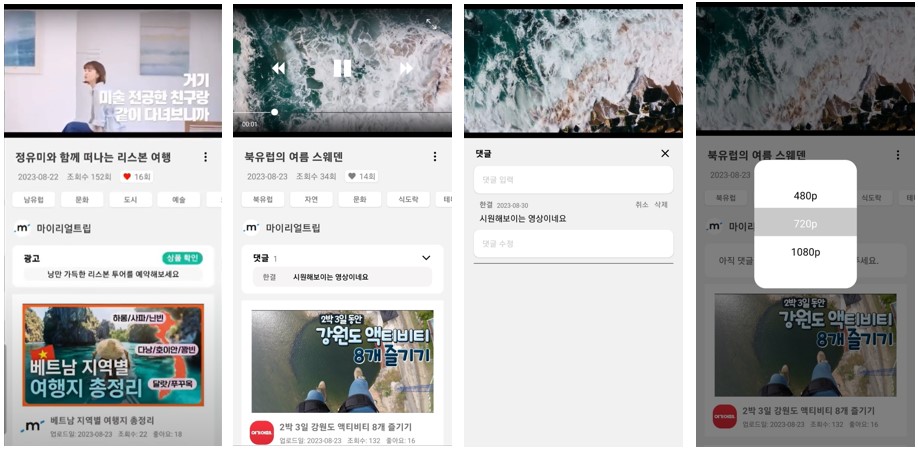 거기
미술 전공한 친구랑
같이 다녀보니까
정유미와 함께 떠나는 리스본 여행
2023-08-22 조회수 152회 16회
남유럽 문화 도시 예술
마이리얼트립
광고 상품 확인
낭만 가득한 리스본 투어를 예약해보세요
하롱/사파/닌빈
다낭/호이안/꽝빈
달랏/푸꾸옥
베트남 지역별
여행지 총정리
베트남 지역별 여행지 총정리
업로드일: 2023-08-23 조회수: 22 좋아요: 18
00:01
북유럽의 여름 스웨덴
2023-08-23 조회수 34회 14회
북유럽 자연 문화 식도락
마이리얼트립
댓글 1
한결 시원해보이는 영상이네요
2박 3일 동안
강원도 액티비티
8개 즐기기
2박 3일 강원도 액티비티 8개 즐기기
업로드일: 2023-08-23 조회수: 132 좋아요: 16
댓글
댓글 입력
한결 2023-08-30 취소 삭제
시원해보이는 영상이네요
댓글 수정
북유럽의 여름 스웨덴
2023-08-23
북유럽 식도락
마이리
아직 댓글 주세요.
480p
720p
1080p
2박 3일 동안
강원도 액티비티
8개 즐기기
2박 3일 강원도 액티비티 8개 즐기기
업로드일: 2023-08-23 조회수: 132 좋아요: 16